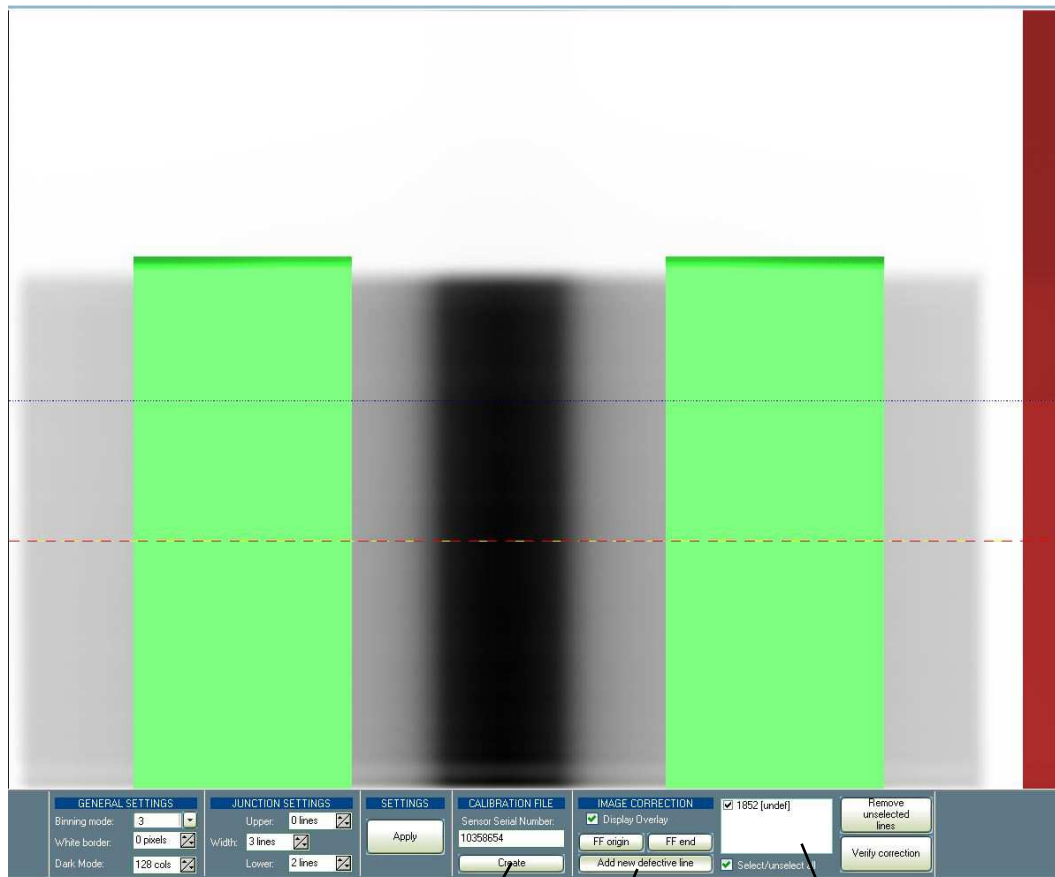 GENERAL SETTINGS
Binning mode: 3
White border: 0 pixels
Dark Mode: 128 cols
JUNCTION SETTINGS
Upper: 0 lines
Width: 3 lines
Lower: 2 lines
SETTINGS
Apply
CALIBRATION FILE
Sensor Serial Number:
10358654
Create
IMAGE CORRECTION
Display Overlay
FF origin FF end
Add new defective line
1852 [undef]
Select/unselect all
Remove
unselected
lines
Verify correction